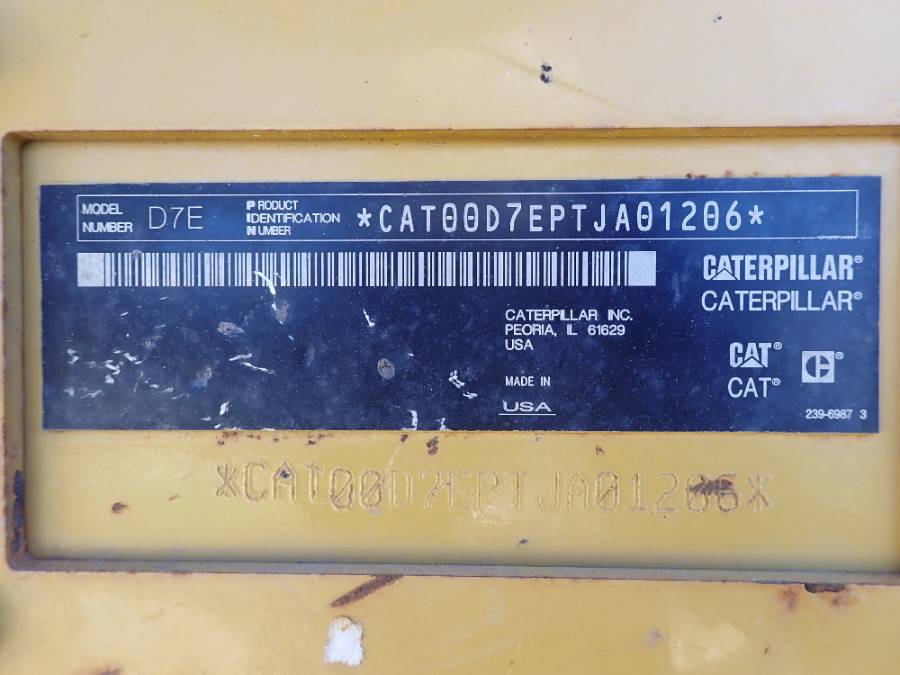 MODEL NUMBER D7E PRODUCT IDENTIFICATION NUMBER *CAT00D7EPTJA01206*
CATERPILLAR®
CATERPILLAR®
CATERPILLAR INC.
PEORIA, IL 61629
USA
CAT®
CAT®
C®
MADE IN
USA
239-6987 3
*CAT00D7EPTJA01206*